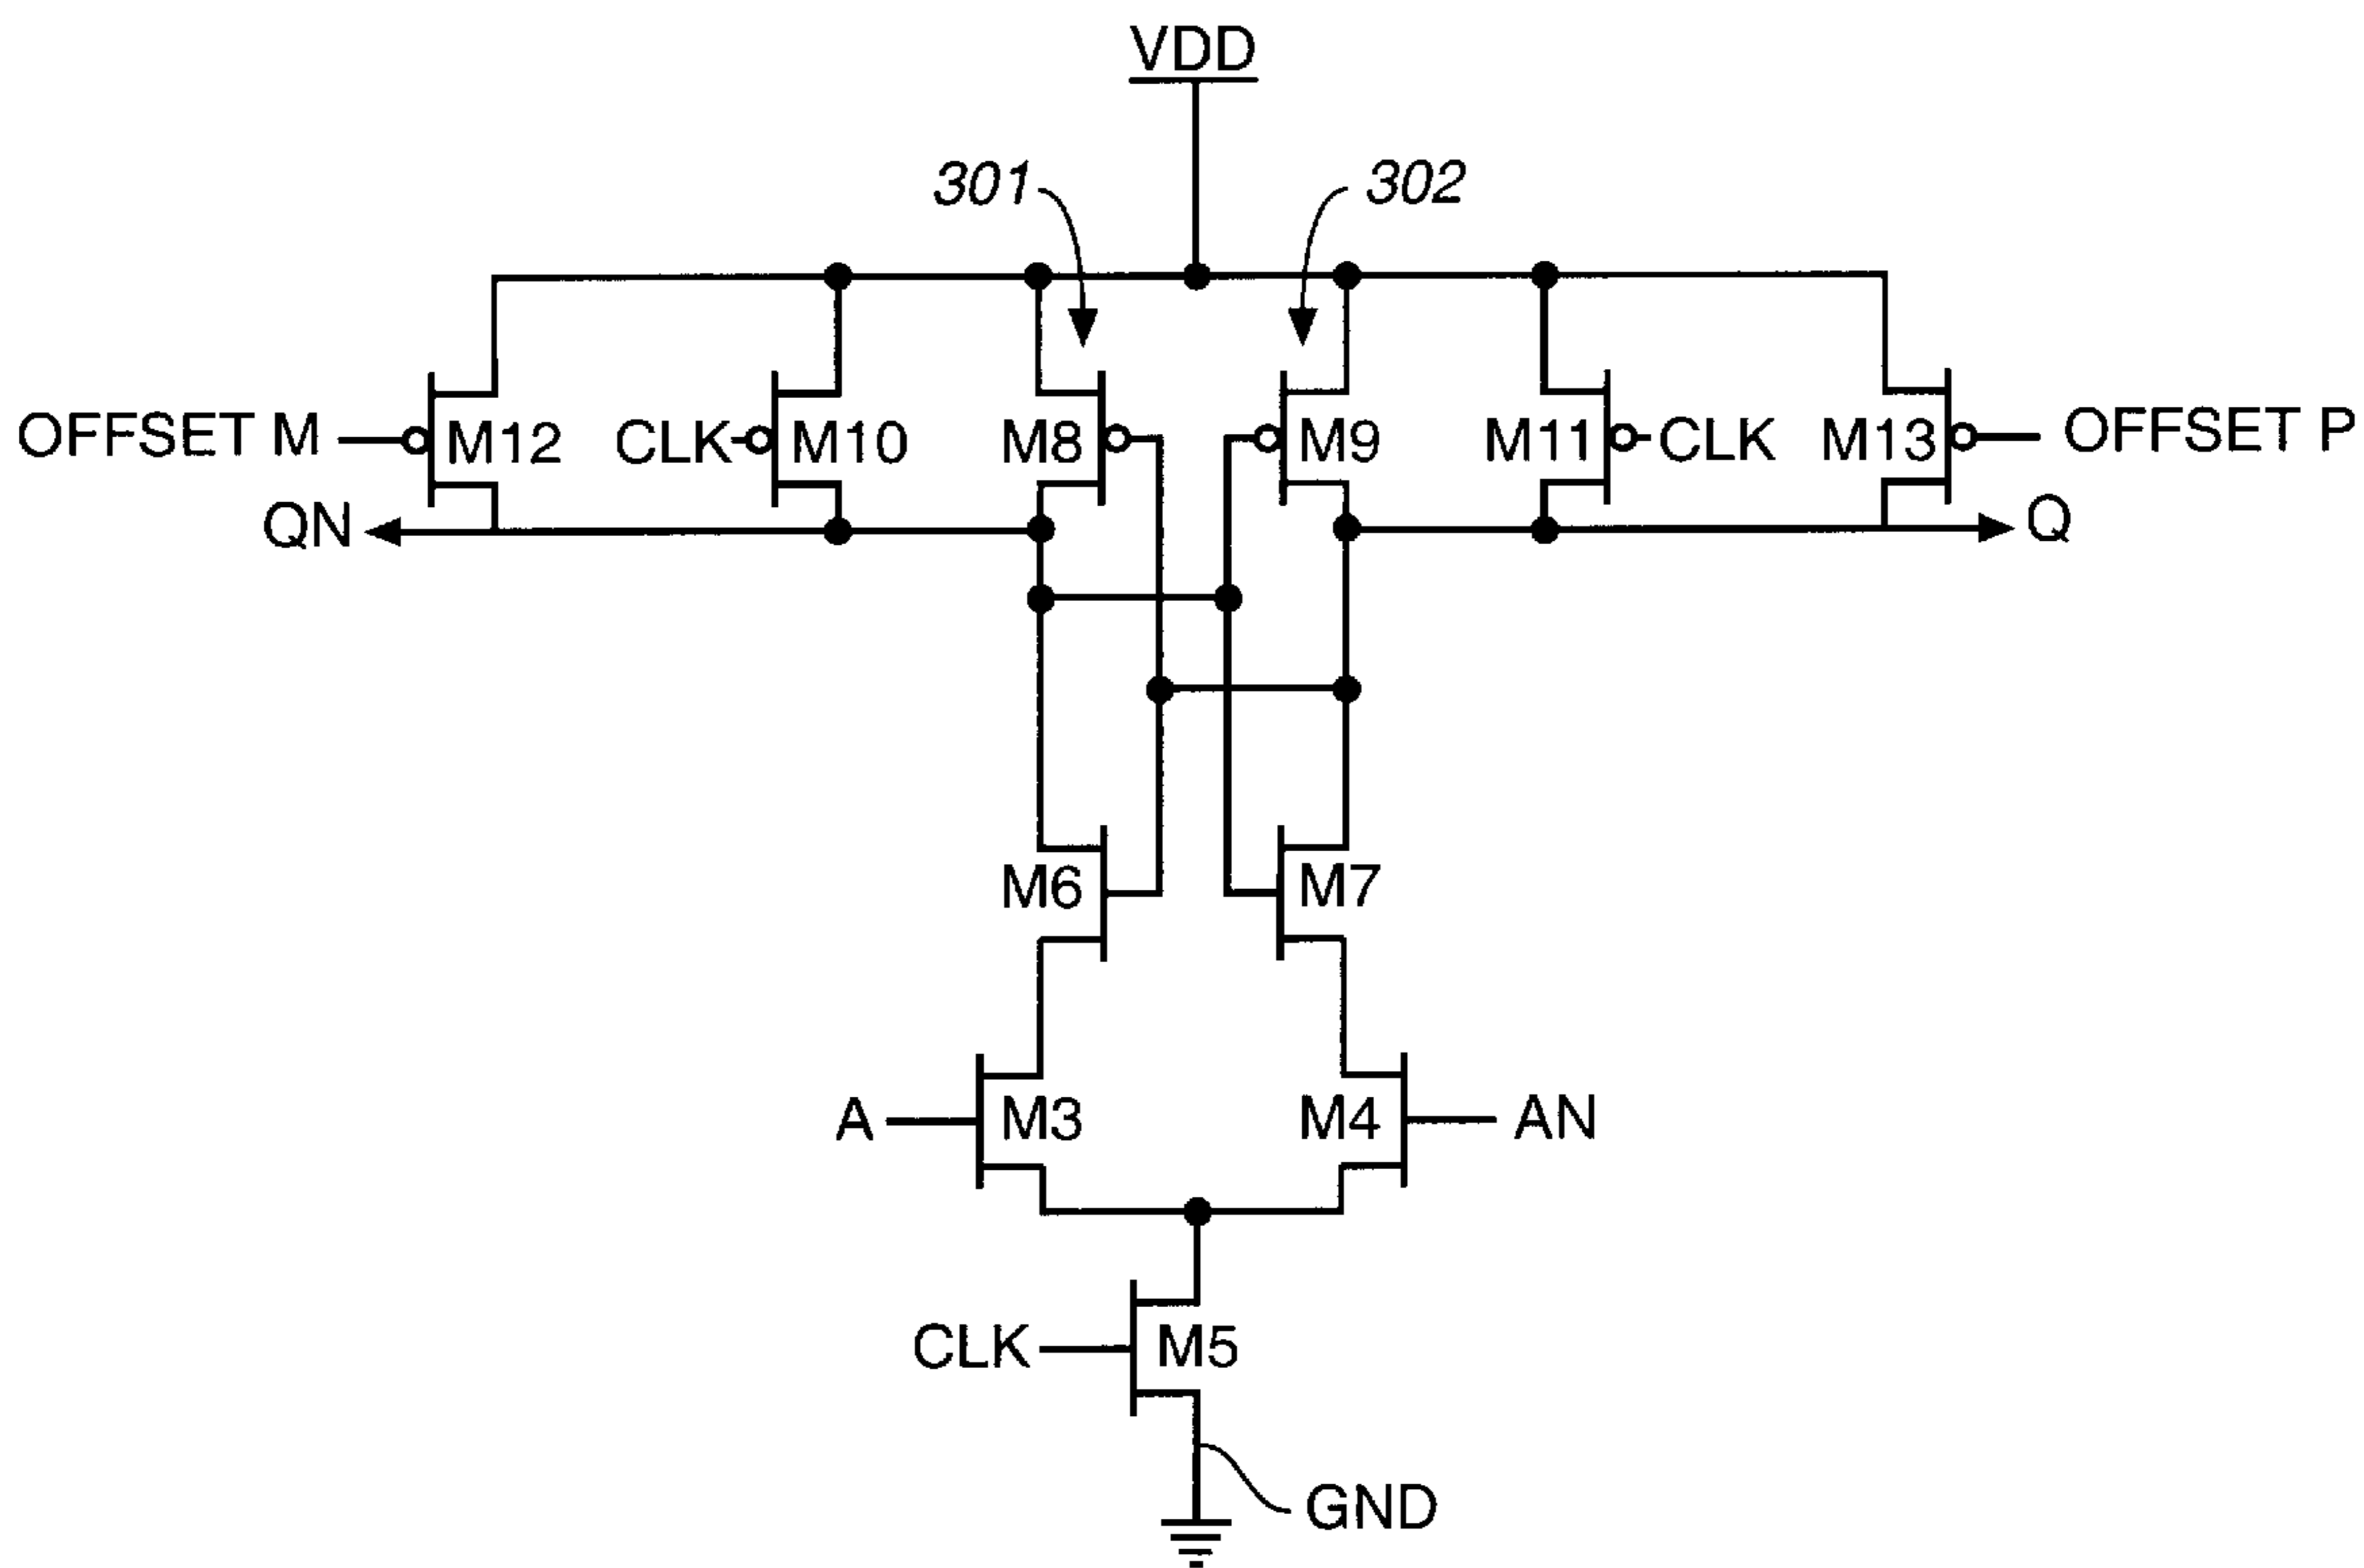 VDD
301
302
OFFSET M
M12
CLK
M10
M8
M9
M11
CLK
M13
OFFSET P
QN
Q
M6
M7
A
M3
M4
AN
CLK
M5
GND